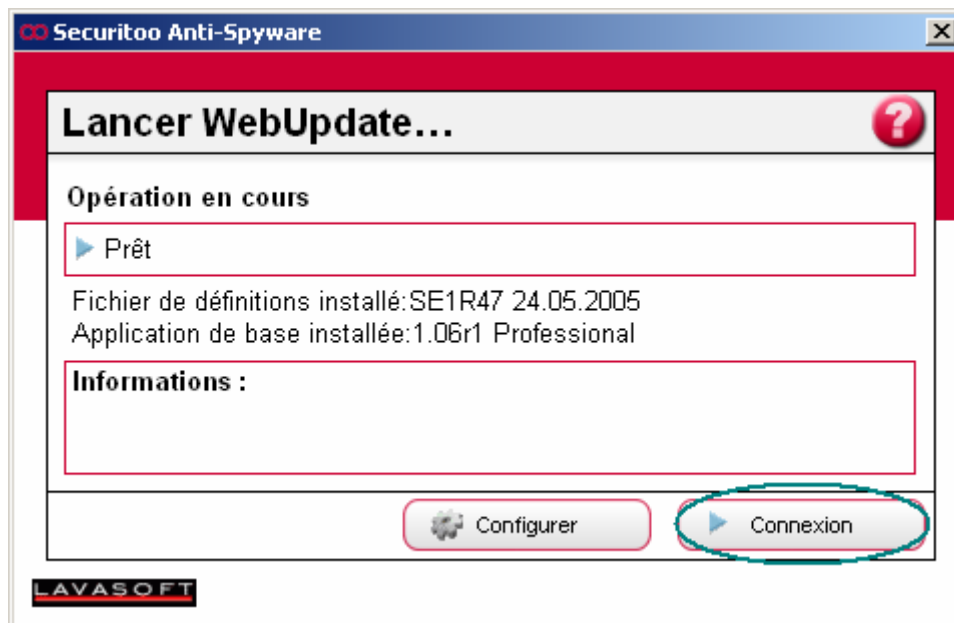 Securitoo Anti-Spyware
Lancer WebUpdate...
?
Opération en cours
Prêt
Fichier de définitions installé:SE1R47 24.05.2005
Application de base installée:1.06r1 Professional
Informations :
Configurer
Connexion
LAVASOFT